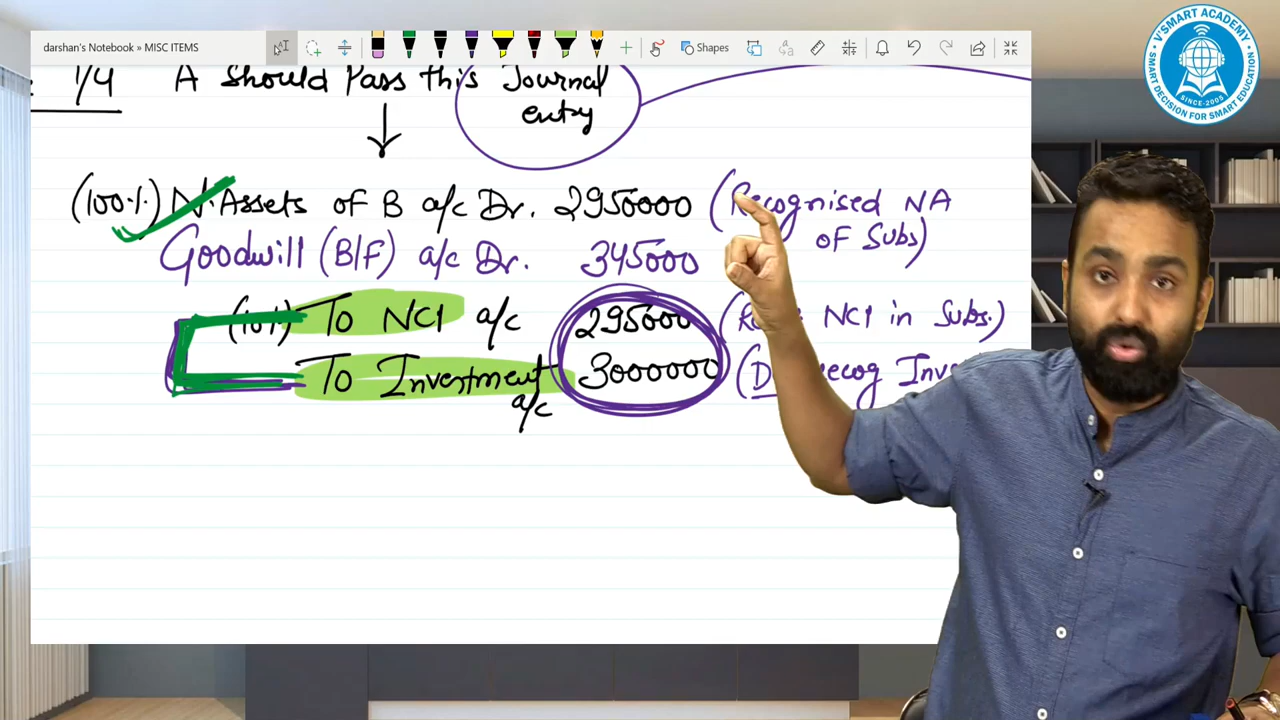 darshan's Notebook » MISC ITEMS
Shapes
V'SMART ACADEMY
SINCE-2005
SMART DECISION FOR SMART EDUCATION
1/4 A Should Pass this Journal
entry
(100%) N. Assets of B a/c Dr. 2950000 (Recognised NA
of Subs)
Goodwill (B/F) a/c Dr. 345000
(10%) To NCI a/c 295000 NCI in Subs.)
To Investment 3000000
a/c